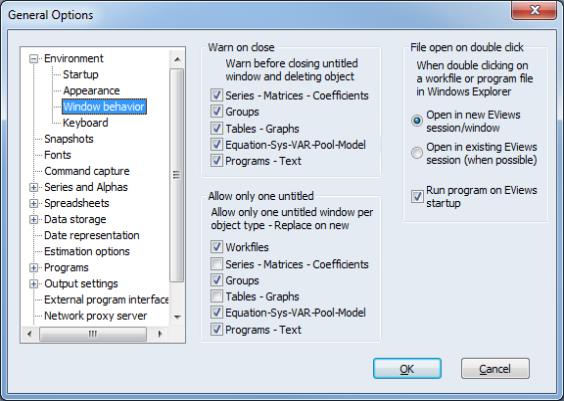 General Options
Environment
Startup
Appearance
Window behavior
Keyboard
Snapshots
Fonts
Command capture
Series and Alphas
Spreadsheets
Data storage
Date representation
Estimation options
Programs
Output settings
External program interface
Network proxy server
Warn on close
Warn before closing untitled
window and deleting object
Series - Matrices - Coefficients
Groups
Tables - Graphs
Equation-Sys-VAR-Pool-Model
Programs - Text
Allow only one untitled
Allow only one untitled window per
object type - Replace on new
Workfiles
Series - Matrices - Coefficients
Groups
Tables - Graphs
Equation-Sys-VAR-Pool-Model
Programs - Text
File open on double click
When double clicking on
a workfile or program file
in Windows Explorer
Open in new EViews
session/window
Open in existing EViews
session (when possible)
Run program on EViews
startup
OK
Cancel